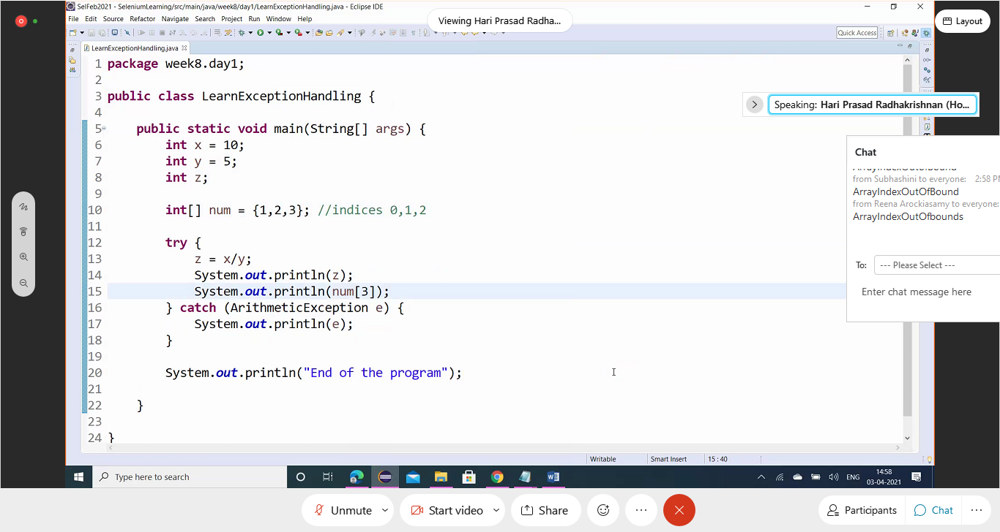 SelFeb2021 - SeleniumLearning/src/main/java/week8/day1/LearnExceptionHandling.java - Eclipse IDE
File Edit Source Refactor Navigate Search Project Run Window Help
Viewing Hari Prasad Radha...
Layout
Quick Access
LearnExceptionHandling.java
1 package week8.day1;
2
3 public class LearnExceptionHandling {
4
5 public static void main(String[] args) {
6 int x = 10;
7 int y = 5;
8 int z;
9
10 int[] num = {1,2,3}; //indices 0,1,2
11
12 try {
13 z = x/y;
14 System.out.println(z);
15 System.out.println(num[3]);
16 } catch (ArithmeticException e) {
17 System.out.println(e);
18 }
19
20 System.out.println("End of the program");
21
22 }
23
24 }
Speaking: Hari Prasad Radhakrishnan (Ho...
Chat
from Subhashini to everyone: 2:58 PM
ArrayIndexOutOfBound
from Reena Arockiasamy to everyone:
ArrayIndexOutOfbounds
To: --- Please Select ---
Enter chat message here
Writable Smart Insert 15 : 40
Type here to search
ENG
14:58
03-04-2021
Unmute Start video Share Participants Chat